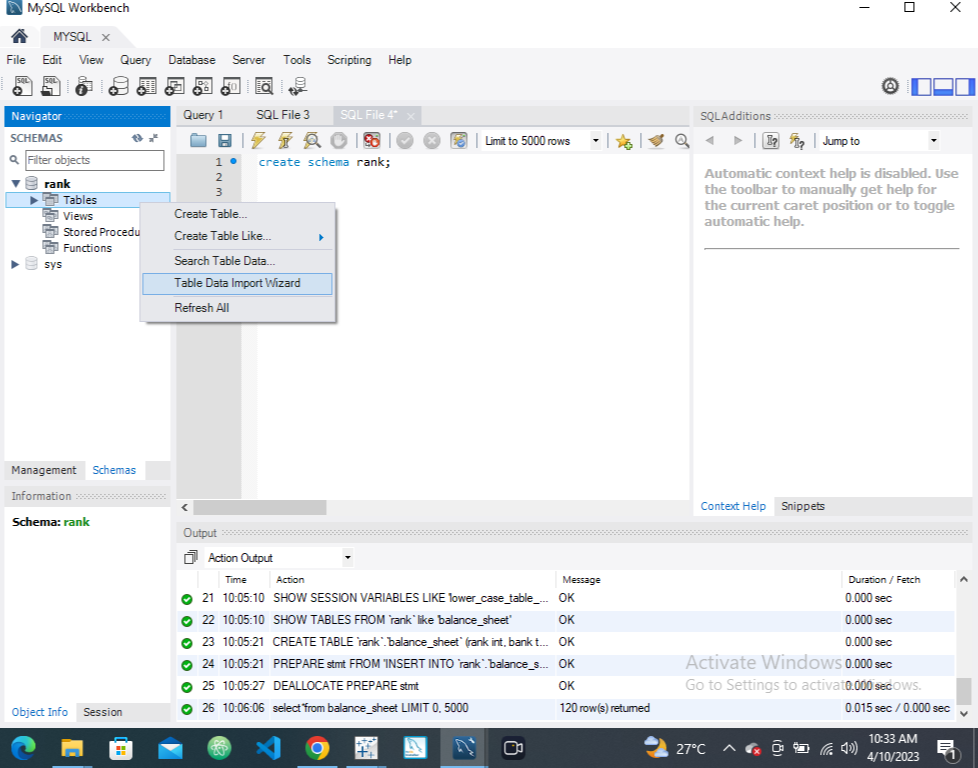 MySQL Workbench
MYSQL
File Edit View Query Database Server Tools Scripting Help
Navigator
SCHEMAS
Filter objects
rank
Tables
Views
Stored Procedu
Functions
sys
Create Table...
Create Table Like...
Search Table Data...
Table Data Import Wizard
Refresh All
Management Schemas
Information
Schema: rank
Object Info Session
Query 1 SQL File 3 SQL File 4*
Limit to 5000 rows
1 create schema rank;
2
3
SQLAdditions
Jump to
Automatic context help is disabled. Use
the toolbar to manually get help for
the current caret position or to toggle
automatic help.
Context Help Snippets
Output
Action Output
Time Action Message Duration / Fetch
21 10:05:10 SHOW SESSION VARIABLES LIKE 'lower_case_table_... OK 0.000 sec
22 10:05:10 SHOW TABLES FROM `rank` like 'balance_sheet' OK 0.000 sec
23 10:05:21 CREATE TABLE `rank`.`balance_sheet` (rank int, bank t... OK 0.000 sec
24 10:05:21 PREPARE stmt FROM 'INSERT INTO `rank`.`balance_s... OK 0.000 sec
25 10:05:27 DEALLOCATE PREPARE stmt OK 0.000 sec
26 10:06:06 select*from balance_sheet LIMIT 0, 5000 120 row(s) returned 0.015 sec / 0.000 sec
Activate Windows
Go to Settings to activate Windows.
27°C
10:33 AM
4/10/2023
1